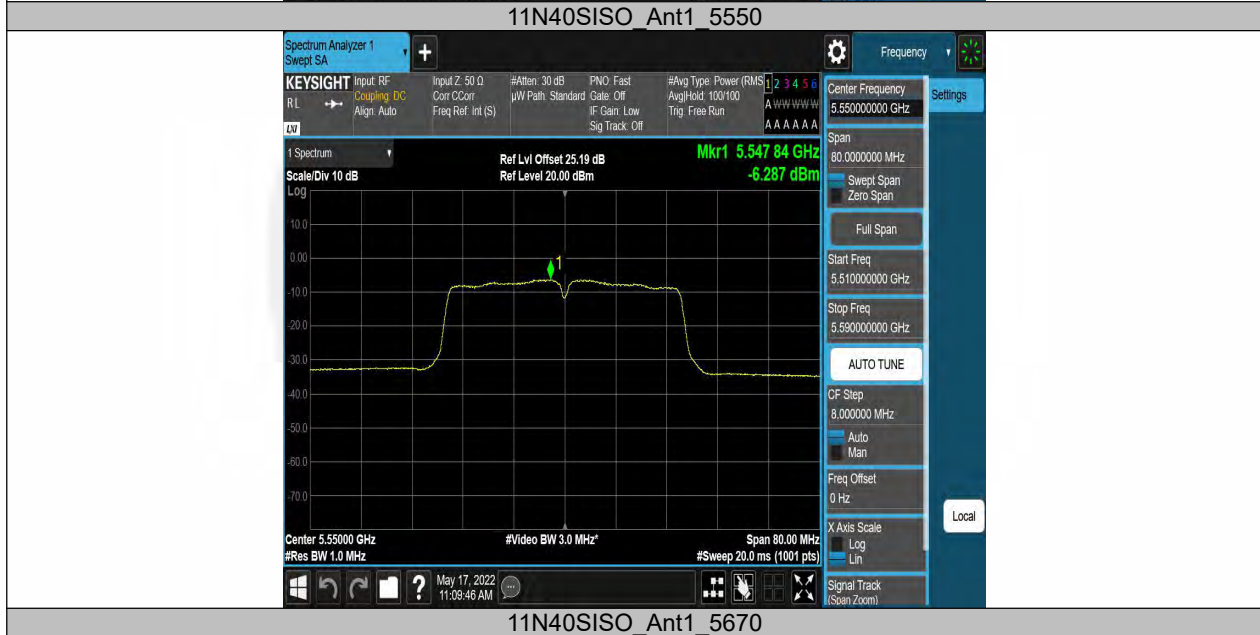 11N40SISO_Ant1_5550
Spectrum Analyzer 1
Swept SA
+
Frequency
KEYSIGHT
RL
LXI
Input: RF
Coupling: DC
Align: Auto
Input Z: 50 Ω
Corr CCorr
Freq Ref: Int (S)
#Atten: 30 dB
µW Path: Standard
PNO: Fast
Gate: Off
IF Gain: Low
Sig Track: Off
#Avg Type: Power (RMS
Avg|Hold: 100/100
Trig: Free Run
1 2 3 4 5 6
A W W W W W
A A A A A A
Center Frequency
5.550000000 GHz
Settings
Span
80.0000000 MHz
Swept Span
Zero Span
Full Span
Start Freq
5.510000000 GHz
Stop Freq
5.590000000 GHz
AUTO TUNE
CF Step
8.000000 MHz
Auto
Man
Freq Offset
0 Hz
X Axis Scale
Log
Lin
Signal Track
(Span Zoom)
Local
1 Spectrum
Scale/Div 10 dB
Log
Ref Lvl Offset 25.19 dB
Ref Level 20.00 dBm
Mkr1 5.547 84 GHz
-6.287 dBm
10.0
0.00
-10.0
-20.0
-30.0
-40.0
-50.0
-60.0
-70.0
1
Center 5.55000 GHz
#Res BW 1.0 MHz
#Video BW 3.0 MHz*
Span 80.00 MHz
#Sweep 20.0 ms (1001 pts)
?
May 17, 2022
11:09:46 AM
11N40SISO_Ant1_5670